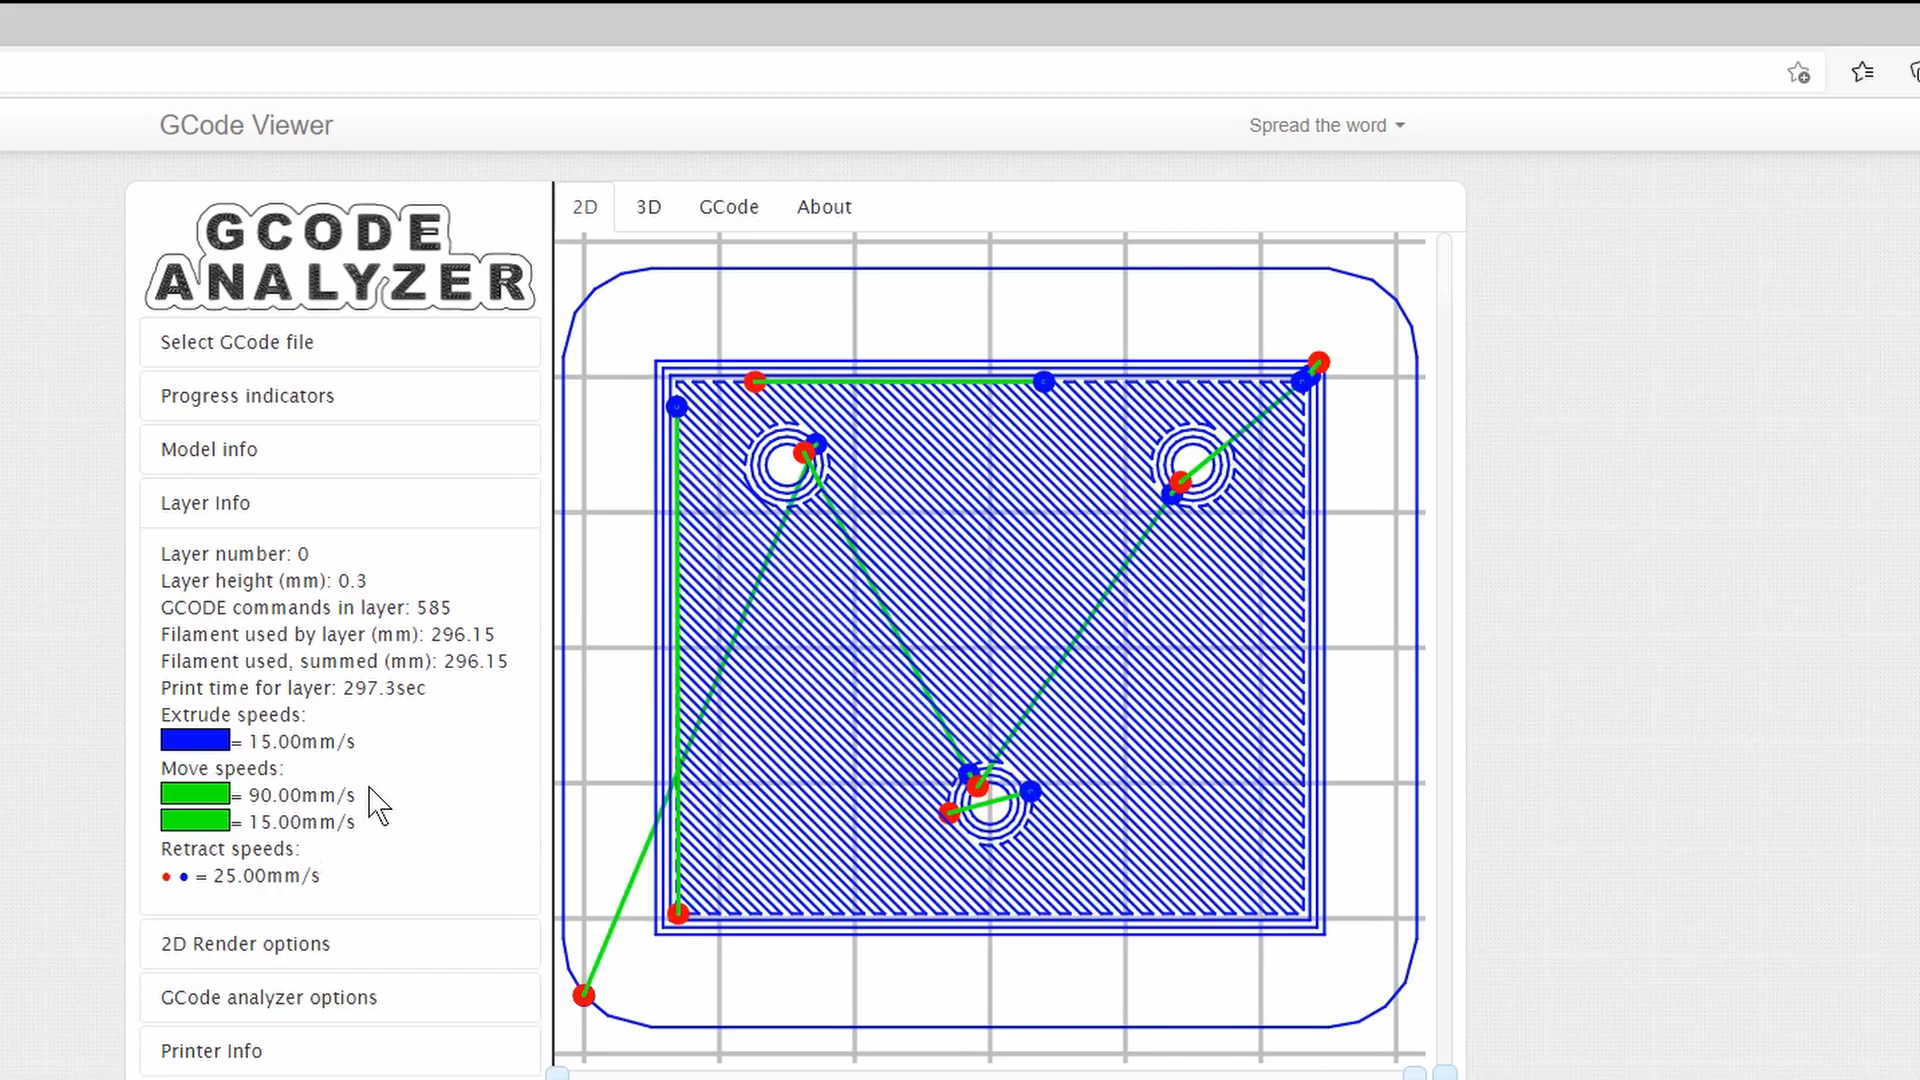 GCode Viewer
Spread the word
GCODE
ANALYZER
2D 3D GCode About
Select GCode file
Progress indicators
Model info
Layer Info
Layer number: 0
Layer height (mm): 0.3
GCODE commands in layer: 585
Filament used by layer (mm): 296.15
Filament used, summed (mm): 296.15
Print time for layer: 297.3sec
Extrude speeds:
= 15.00mm/s
Move speeds:
= 90.00mm/s
= 15.00mm/s
Retract speeds:
= 25.00mm/s
2D Render options
GCode analyzer options
Printer Info